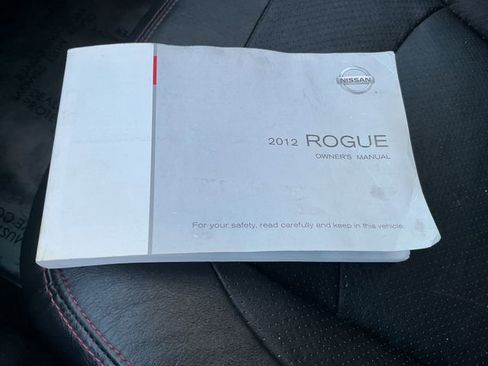 NISSAN
2012 ROGUE
OWNER'S MANUAL
For your safety, read carefully and keep in this vehicle.